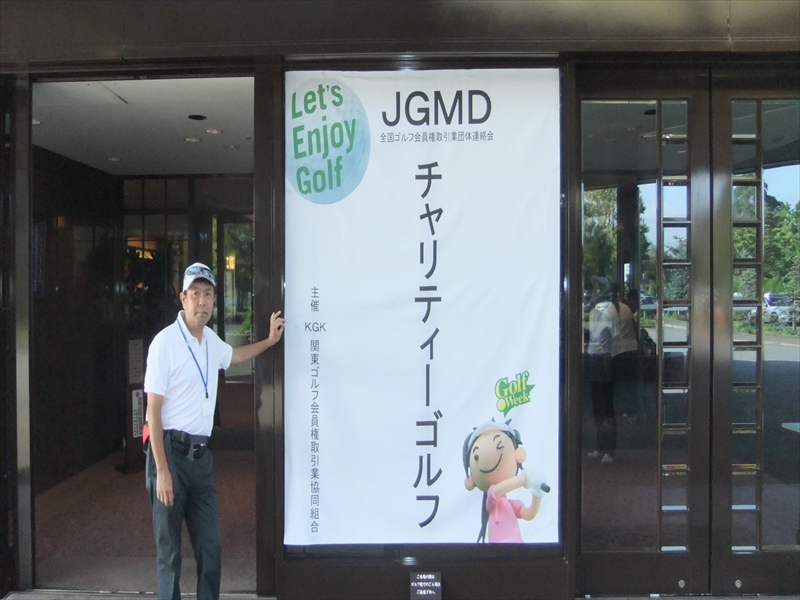 Let's
Enjoy
Golf
JGMD
全国ゴルフ会員権取引業団体連絡会
チャリティーゴルフ
主催 KGK 関東ゴルフ会員権取引業協同組合
Golf
Week